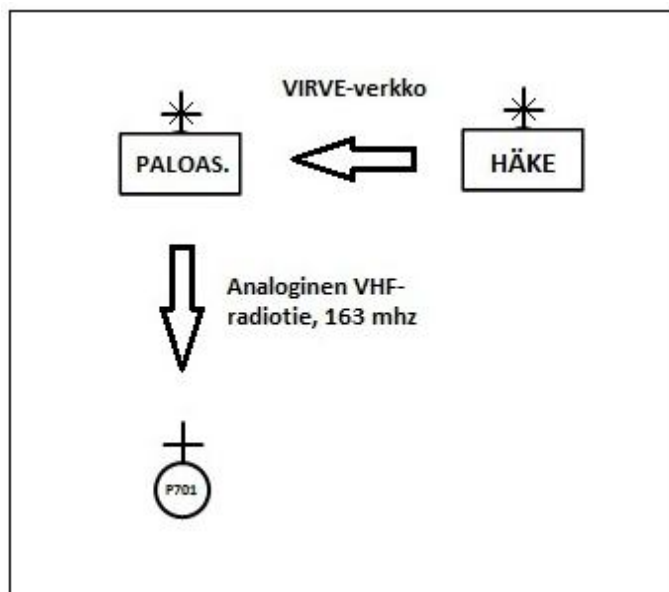 VIRVE-verkko
PALOAS.
HÄKE
Analoginen VHF-
radiotie, 163 mhz
P701